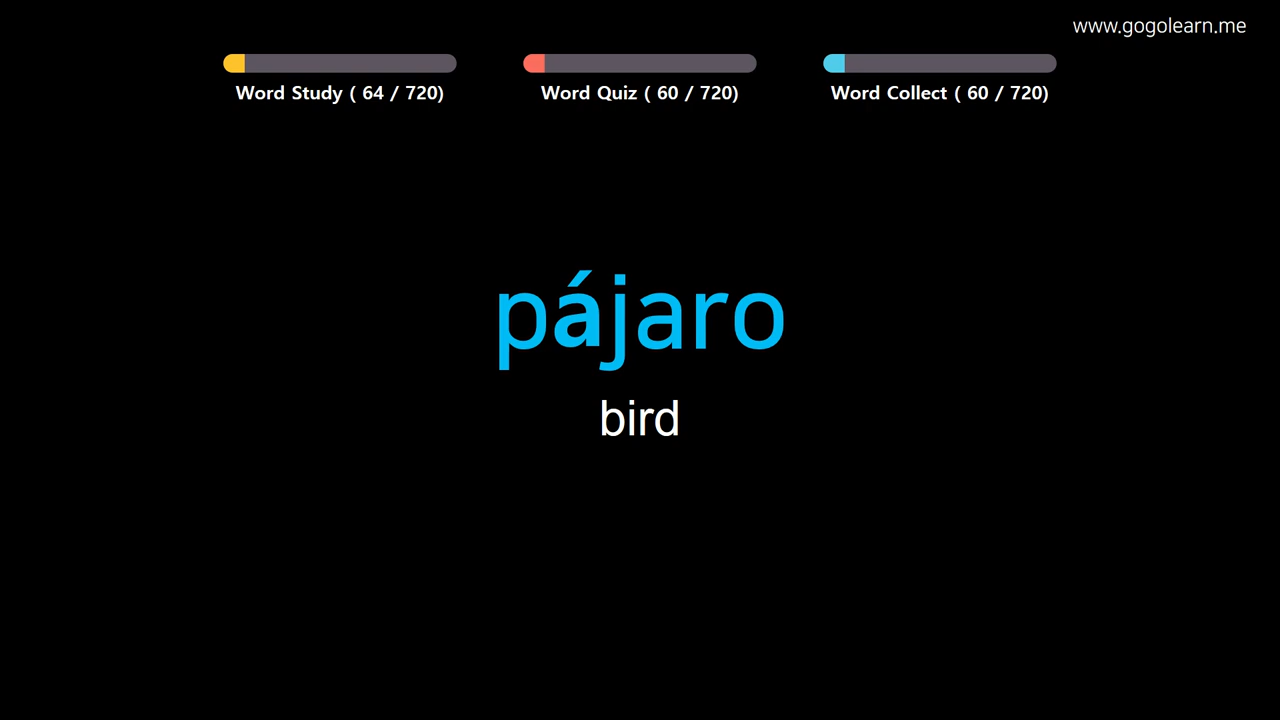 www.gogolearn.me
Word Study ( 64 / 720)
Word Quiz ( 60 / 720)
Word Collect ( 60 / 720)
pájaro
bird